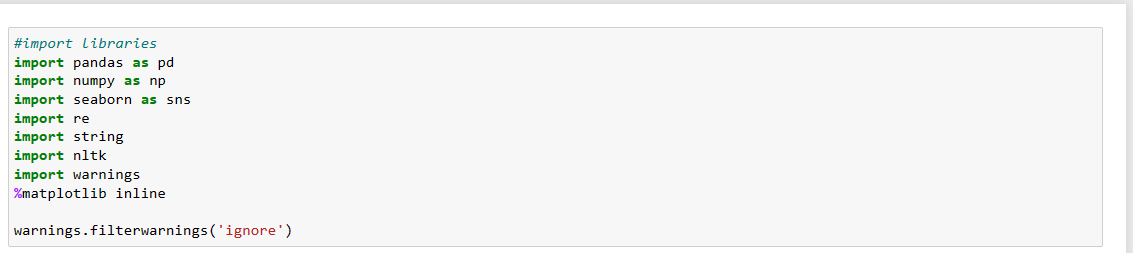 #import libraries
import pandas as pd
import numpy as np
import seaborn as sns
import re
import string
import nltk
import warnings
%matplotlib inline
warnings.filterwarnings('ignore')